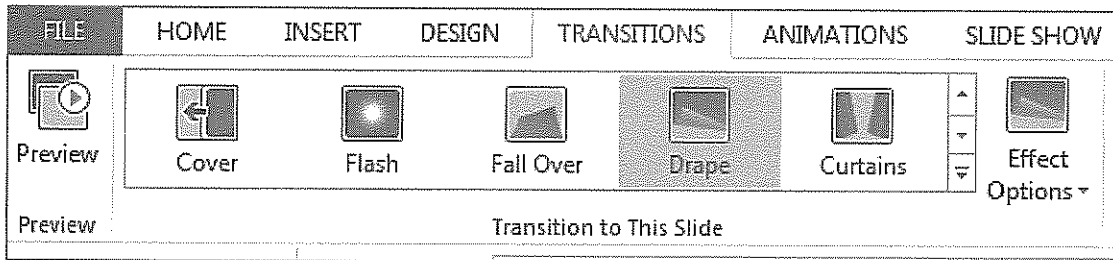 FILE HOME INSERT DESIGN TRANSITIONS ANIMATIONS SLIDE SHOW
Preview Cover Flash Fall Over Drape Curtains Effect
Options
Preview Transition to This Slide